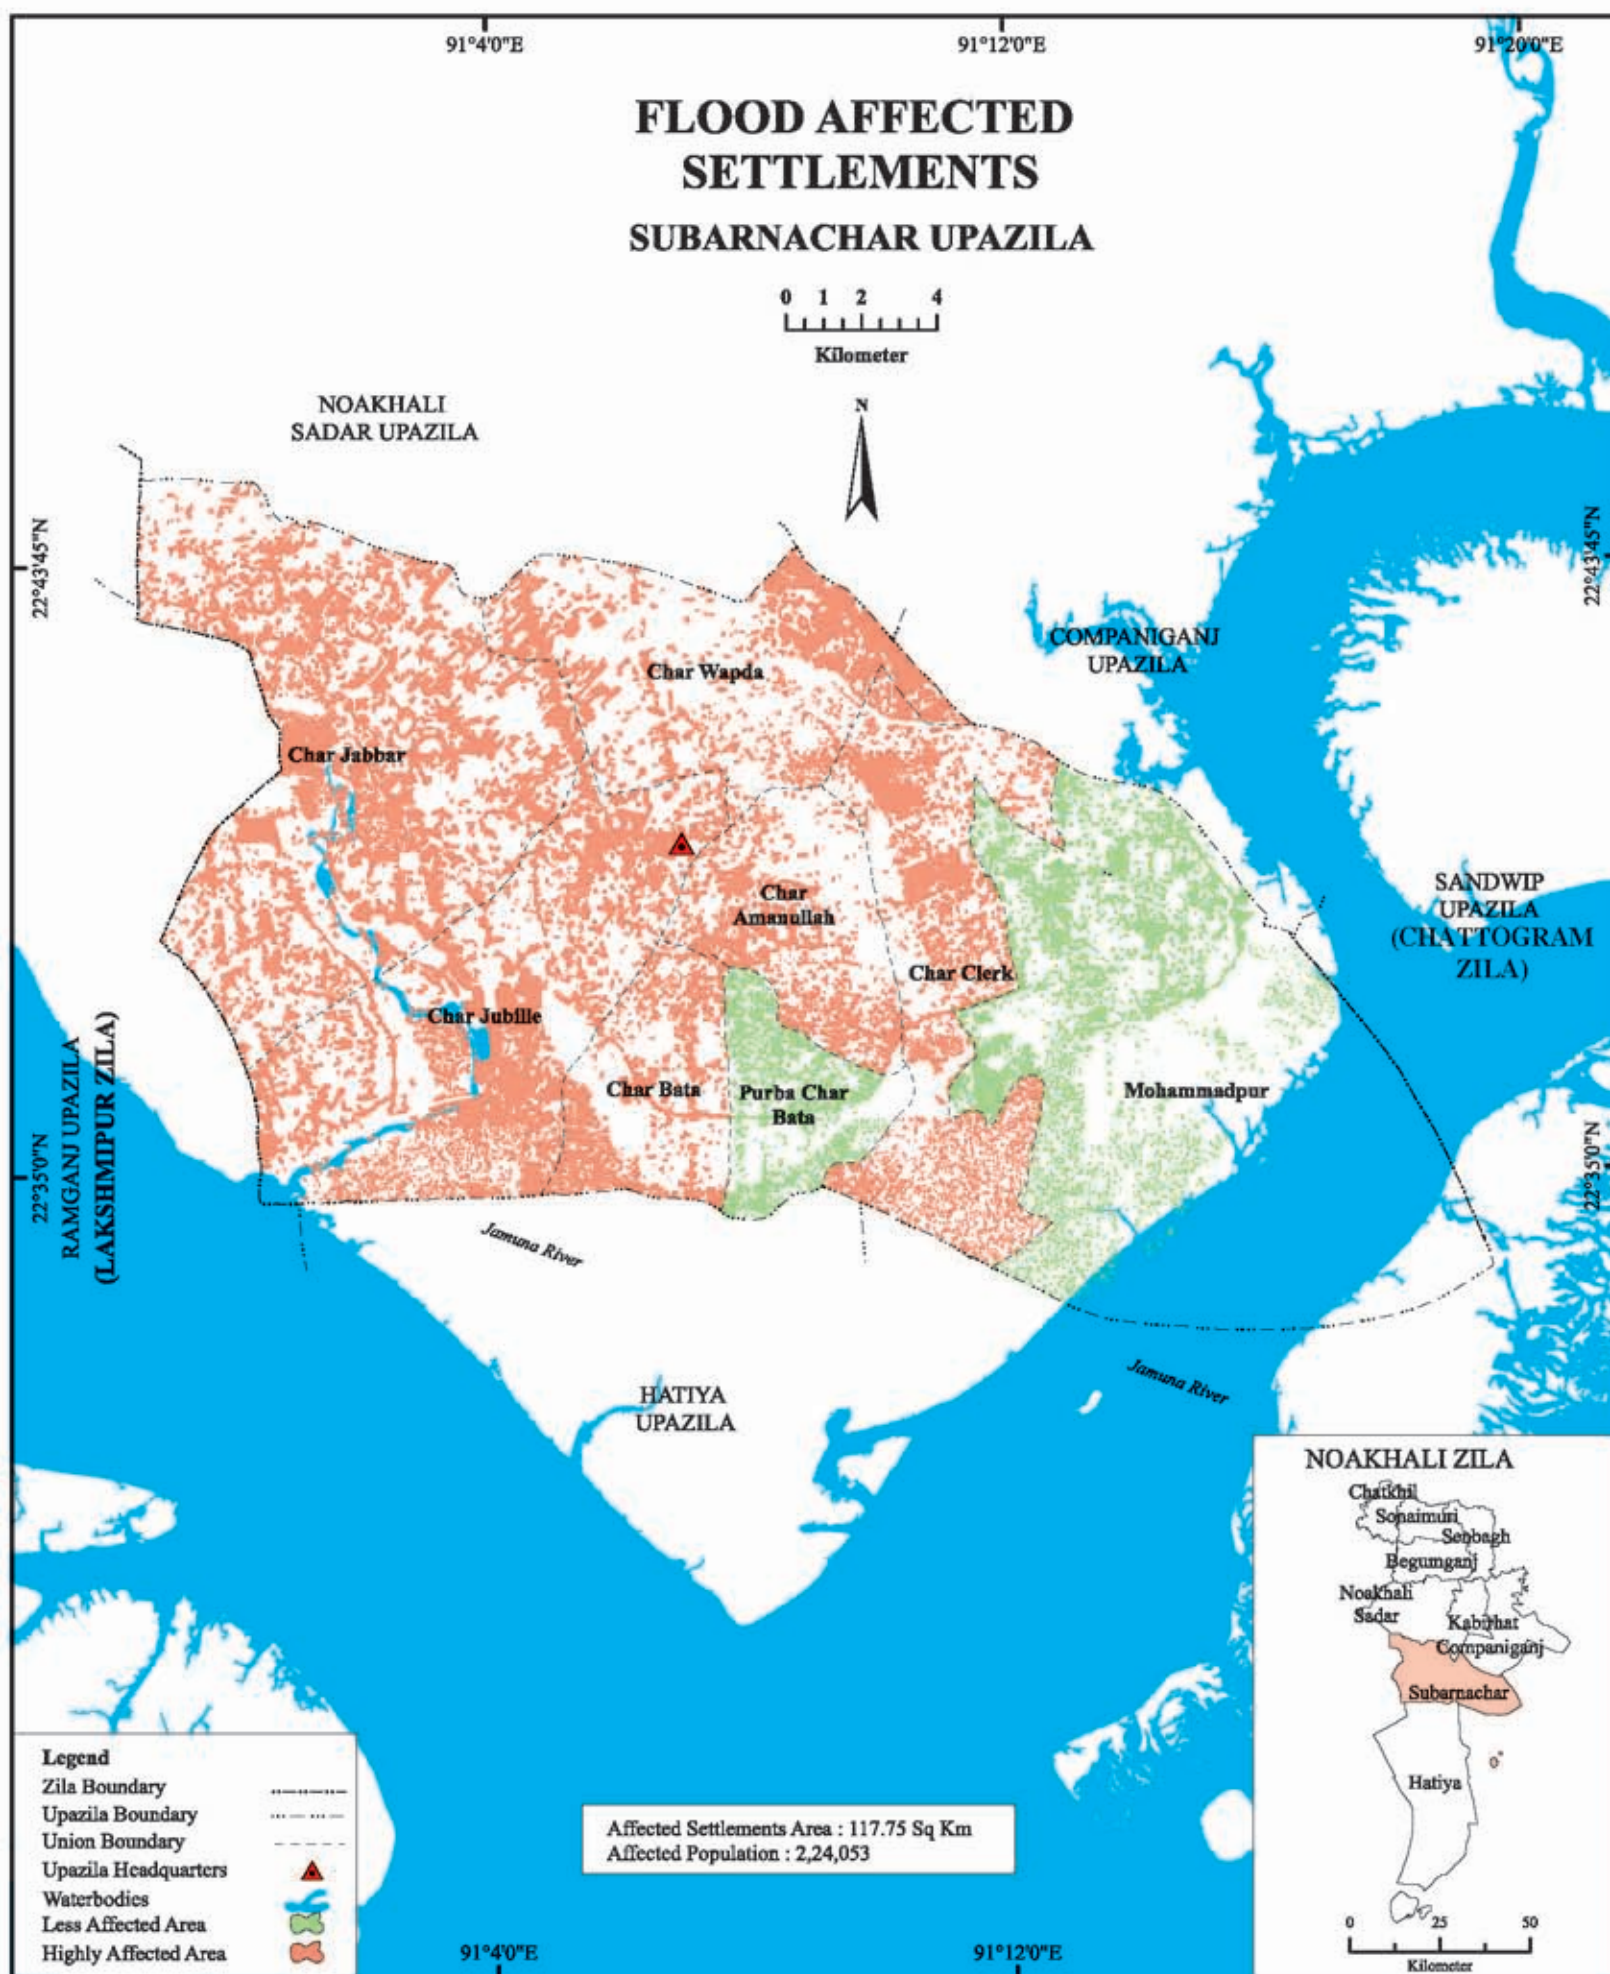 91°4'0"E
91°12'0"E
91°20'0"E
FLOOD AFFECTED
SETTLEMENTS
SUBARNACHAR UPAZILA
0 1 2 4
Kilometer
N
NOAKHALI
SADAR UPAZILA
22°43'45"N
22°43'45"N
COMPANIGANJ
UPAZILA
Char Wapda
Char Jabbar
Char
Amanullah
SANDWIP
UPAZILA
(CHATTOGRAM
ZILA)
Char Clerk
Char Jubille
Char Bata
Purba Char
Bata
Mohammadpur
RAMGANJ UPAZILA
(LAKSHMIPUR ZILA)
22°35'0"N
22°35'0"N
Jamuna River
Jamuna River
HATIYA
UPAZILA
NOAKHALI ZILA
Chatkhil
Sonaimuri
Senbagh
Begumganj
Noakhali
Sadar
Kabirhat
Companiganj
Subarnachar
Hatiya
0 25 50
Kilometer
Legend
Zila Boundary
Upazila Boundary
Union Boundary
Upazila Headquarters
Waterbodies
Less Affected Area
Highly Affected Area
Affected Settlements Area : 117.75 Sq Km
Affected Population : 2,24,053
91°4'0"E
91°12'0"E